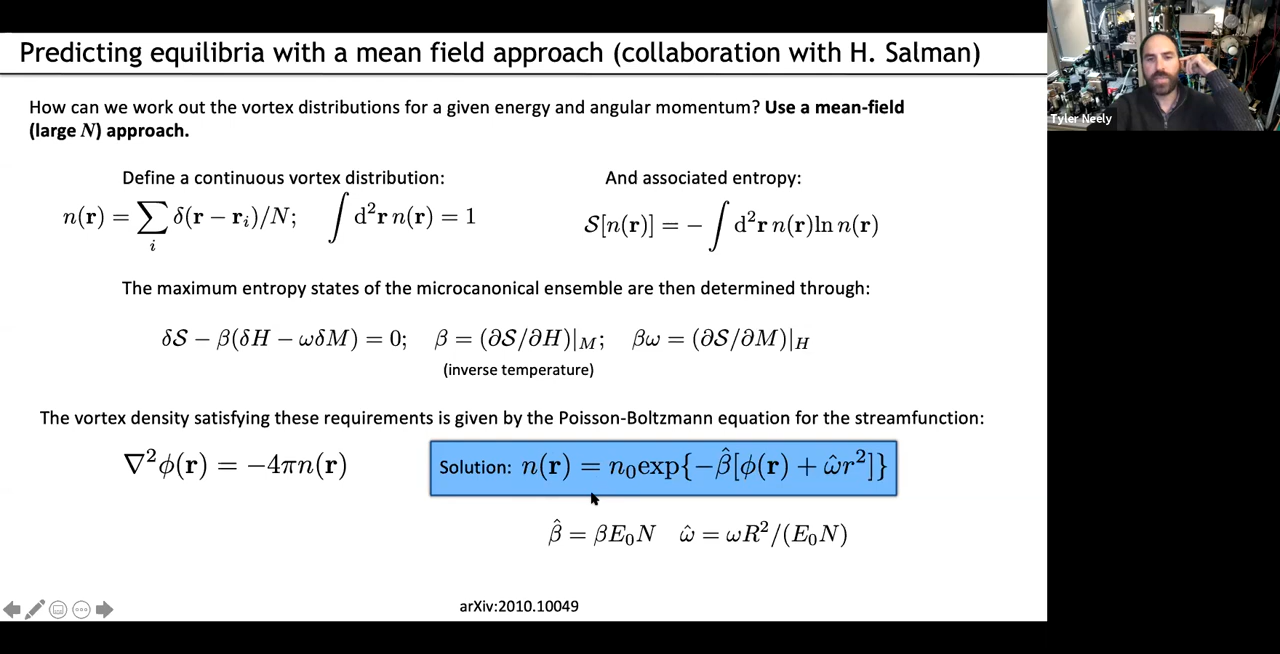 Predicting equilibria with a mean field approach (collaboration with H. Salman)
Tyler Neely
How can we work out the vortex distributions for a given energy and angular momentum? Use a mean-field
(large N) approach.
Define a continuous vortex distribution:
And associated entropy:
n(r) = ∑_i δ(r − r_i)/N;   ∫ d²r n(r) = 1
S[n(r)] = − ∫ d²r n(r)ln n(r)
The maximum entropy states of the microcanonical ensemble are then determined through:
δS − β(δH − ωδM) = 0;   β = (∂S/∂H)|_M;   βω = (∂S/∂M)|_H
(inverse temperature)
The vortex density satisfying these requirements is given by the Poisson-Boltzmann equation for the streamfunction:
∇²ϕ(r) = −4πn(r)
Solution: n(r) = n₀exp{−β̂[ϕ(r) + ω̂r²]}
β̂ = βE₀N   ω̂ = ωR²/(E₀N)
arXiv:2010.10049